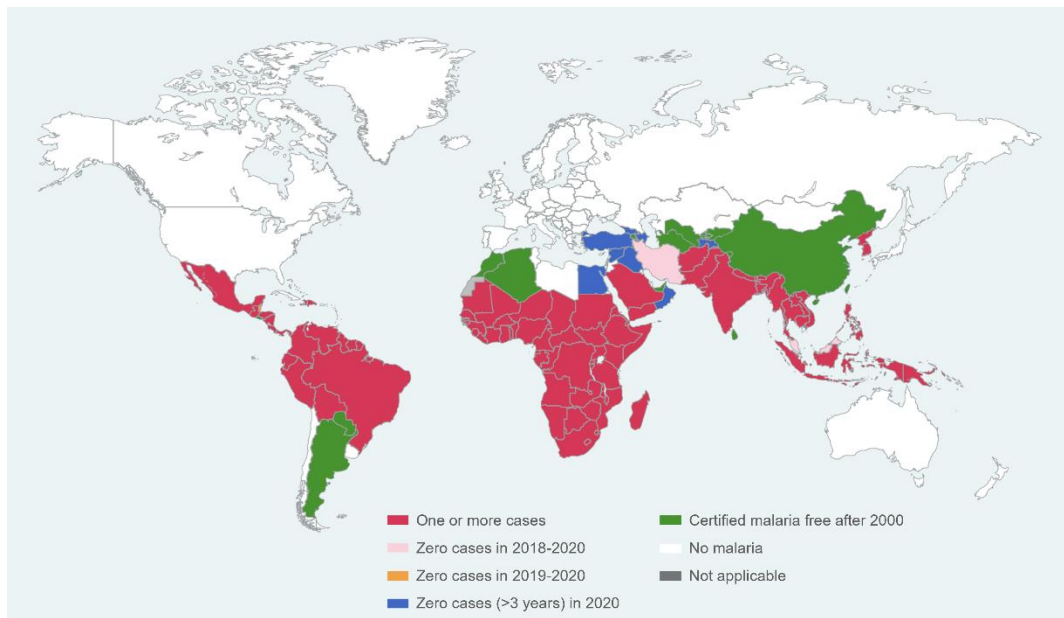 One or more cases
Zero cases in 2018-2020
Zero cases in 2019-2020
Zero cases (>3 years) in 2020
Certified malaria free after 2000
No malaria
Not applicable